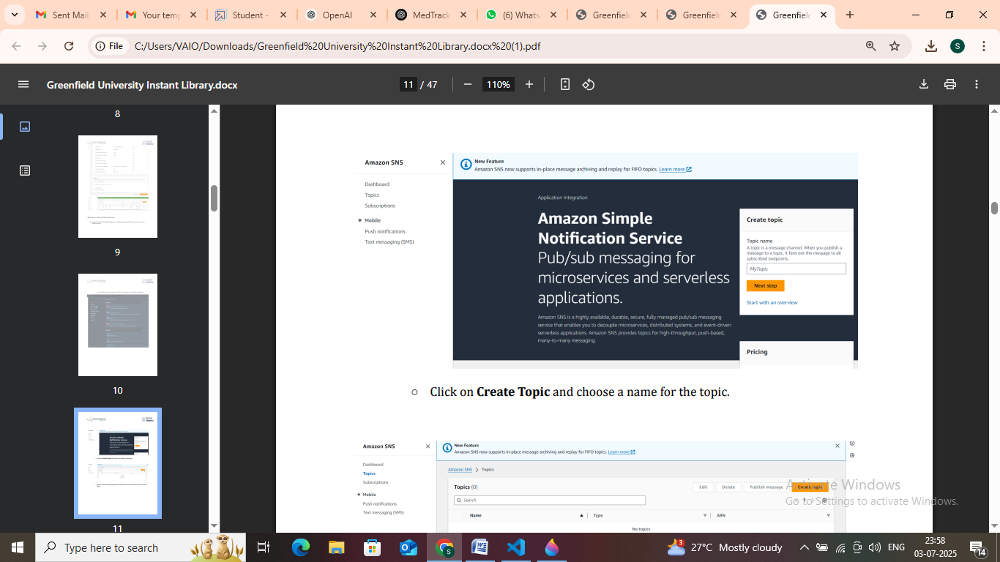 Sent Mail
Your temp
Student -
OpenAI
MedTrack
(6) Whats
Greenfield
Greenfield
Greenfield
File
C:/Users/VAIO/Downloads/Greenfield%20University%20Instant%20Library.docx%20(1).pdf
S
Greenfield University Instant Library.docx
11 / 47
110%
8
9
10
11
Amazon SNS
Dashboard
Topics
Subscriptions
Mobile
Push notifications
Text messaging (SMS)
New Feature
Amazon SNS now supports in-place message archiving and replay for FIFO topics. Learn more
Application Integration
Amazon Simple
Notification Service
Pub/sub messaging for
microservices and serverless
applications.
Amazon SNS is a highly available, durable, secure, fully managed pub/sub messaging
service that enables you to decouple microservices, distributed systems, and event-driven
serverless applications. Amazon SNS provides topics for high-throughput, push-based,
many-to-many messaging.
Create topic
Topic name
A topic is a message channel. When you publish a
message to a topic, it fans out the message to all
subscribed endpoints.
MyTopic
Next step
Start with an overview
Pricing
Click on Create Topic and choose a name for the topic.
Amazon SNS
Dashboard
Topics
Subscriptions
Mobile
Push notifications
Text messaging (SMS)
New Feature
Amazon SNS now supports in-place message archiving and replay for FIFO topics. Learn more
Amazon SNS > Topics
Topics (0)
Edit
Delete
Publish message
Create topic
Search
1
Name
Type
ARN
No topics
Activate Windows
Go to Settings to activate Windows.
Type here to search
3
27°C Mostly cloudy
ENG
23:58
03-07-2025
14